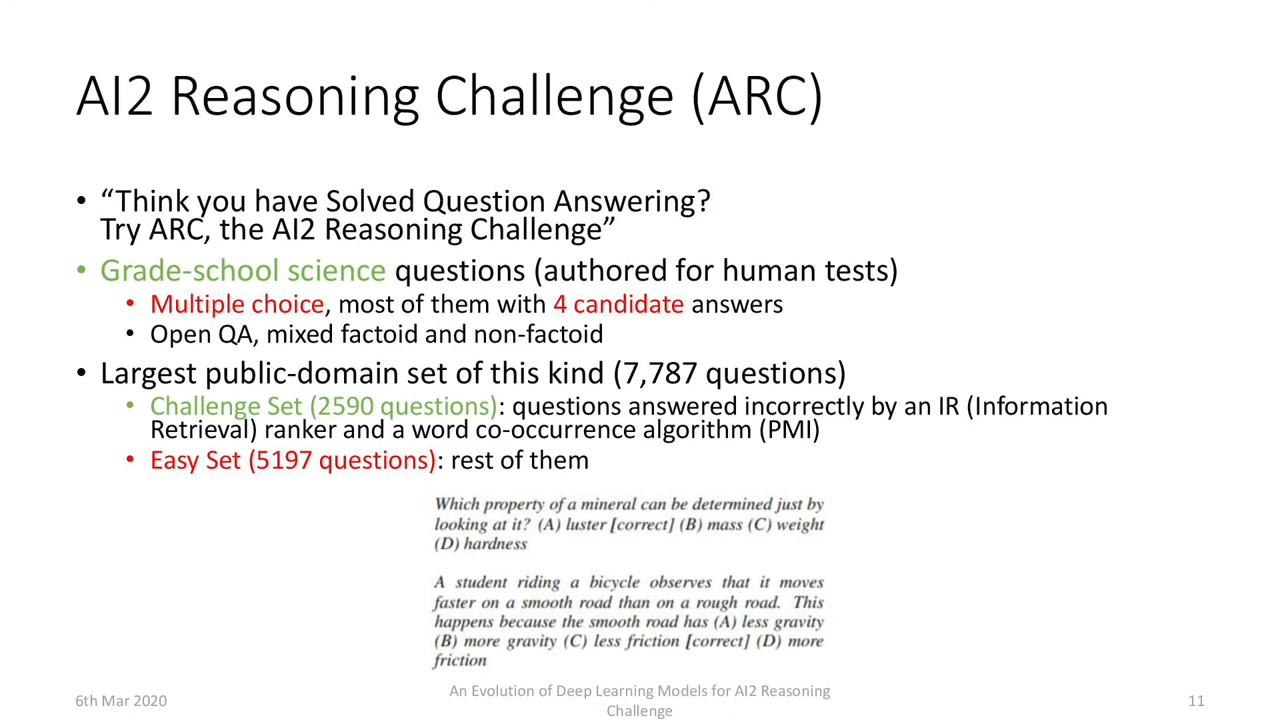 AI2 Reasoning Challenge (ARC)
• “Think you have Solved Question Answering?
Try ARC, the AI2 Reasoning Challenge”
• Grade-school science questions (authored for human tests)
• Multiple choice, most of them with 4 candidate answers
• Open QA, mixed factoid and non-factoid
• Largest public-domain set of this kind (7,787 questions)
• Challenge Set (2590 questions): questions answered incorrectly by an IR (Information
Retrieval) ranker and a word co-occurrence algorithm (PMI)
• Easy Set (5197 questions): rest of them
Which property of a mineral can be determined just by
looking at it? (A) luster [correct] (B) mass (C) weight
(D) hardness
A student riding a bicycle observes that it moves
faster on a smooth road than on a rough road. This
happens because the smooth road has (A) less gravity
(B) more gravity (C) less friction [correct] (D) more
friction
6th Mar 2020
An Evolution of Deep Learning Models for AI2 Reasoning
Challenge
11